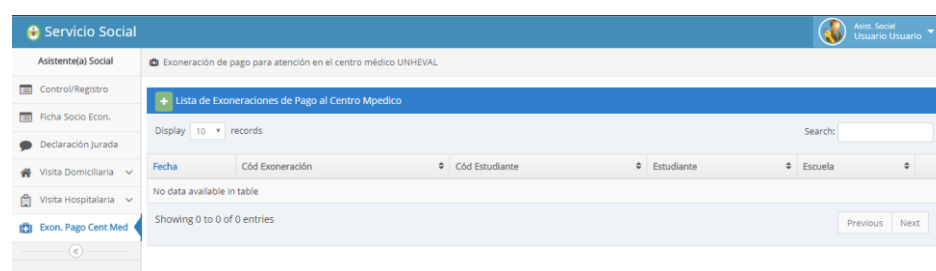 Servicio Social
Asist. Social
Usuario Usuario
Asistente(a) Social
Exoneración de pago para atención en el centro médico UNHEVAL
Control/Registro
Ficha Socio Econ.
Declaración Jurada
Visita Domiciliaria
Visita Hospitalaria
Exon. Pago Cent Med
+ Lista de Exoneraciones de Pago al Centro Mpedico
Display 10 records
Search:
Fecha Cód Exoneración Cód Estudiante Estudiante Escuela
No data available in table
Showing 0 to 0 of 0 entries
Previous Next